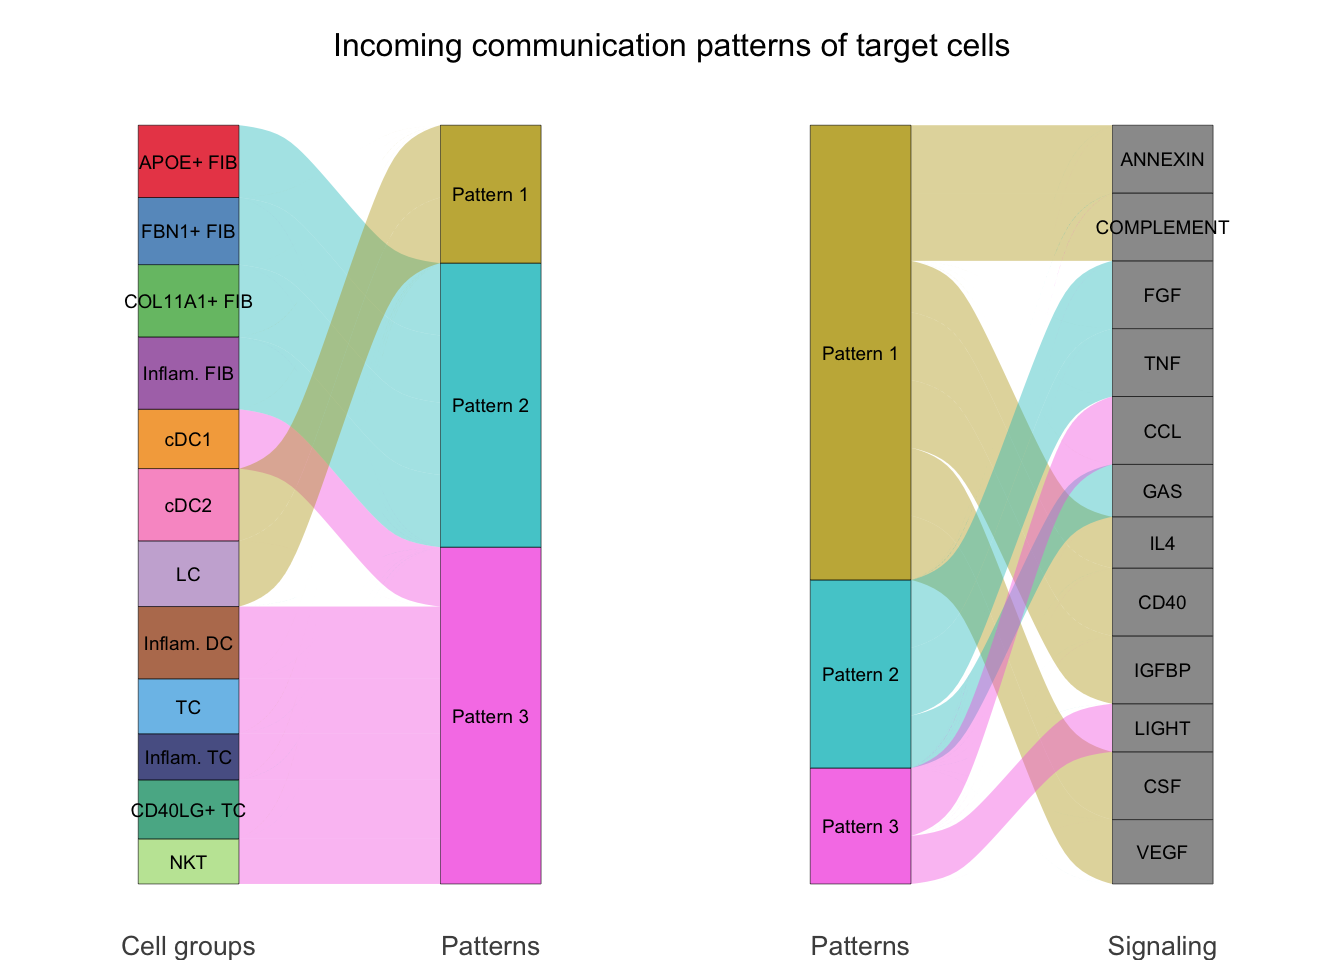 Incoming communication patterns of target cells
APOE+ FIB
FBN1+ FIB
COL11A1+ FIB
Inflam. FIB
cDC1
cDC2
LC
Inflam. DC
TC
Inflam. TC
CD40LG+ TC
NKT
Cell groups
Pattern 1
Pattern 2
Pattern 3
Patterns
Pattern 1
Pattern 2
Pattern 3
Patterns
ANNEXIN
COMPLEMENT
FGF
TNF
CCL
GAS
IL4
CD40
IGFBP
LIGHT
CSF
VEGF
Signaling